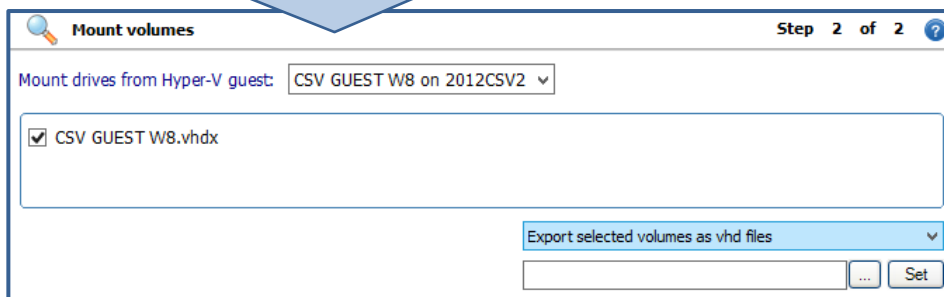 Mount volumes Step 2 of 2 ?
Mount drives from Hyper-V guest: CSV GUEST W8 on 2012CSV2
CSV GUEST W8.vhdx
Export selected volumes as vhd files
... Set